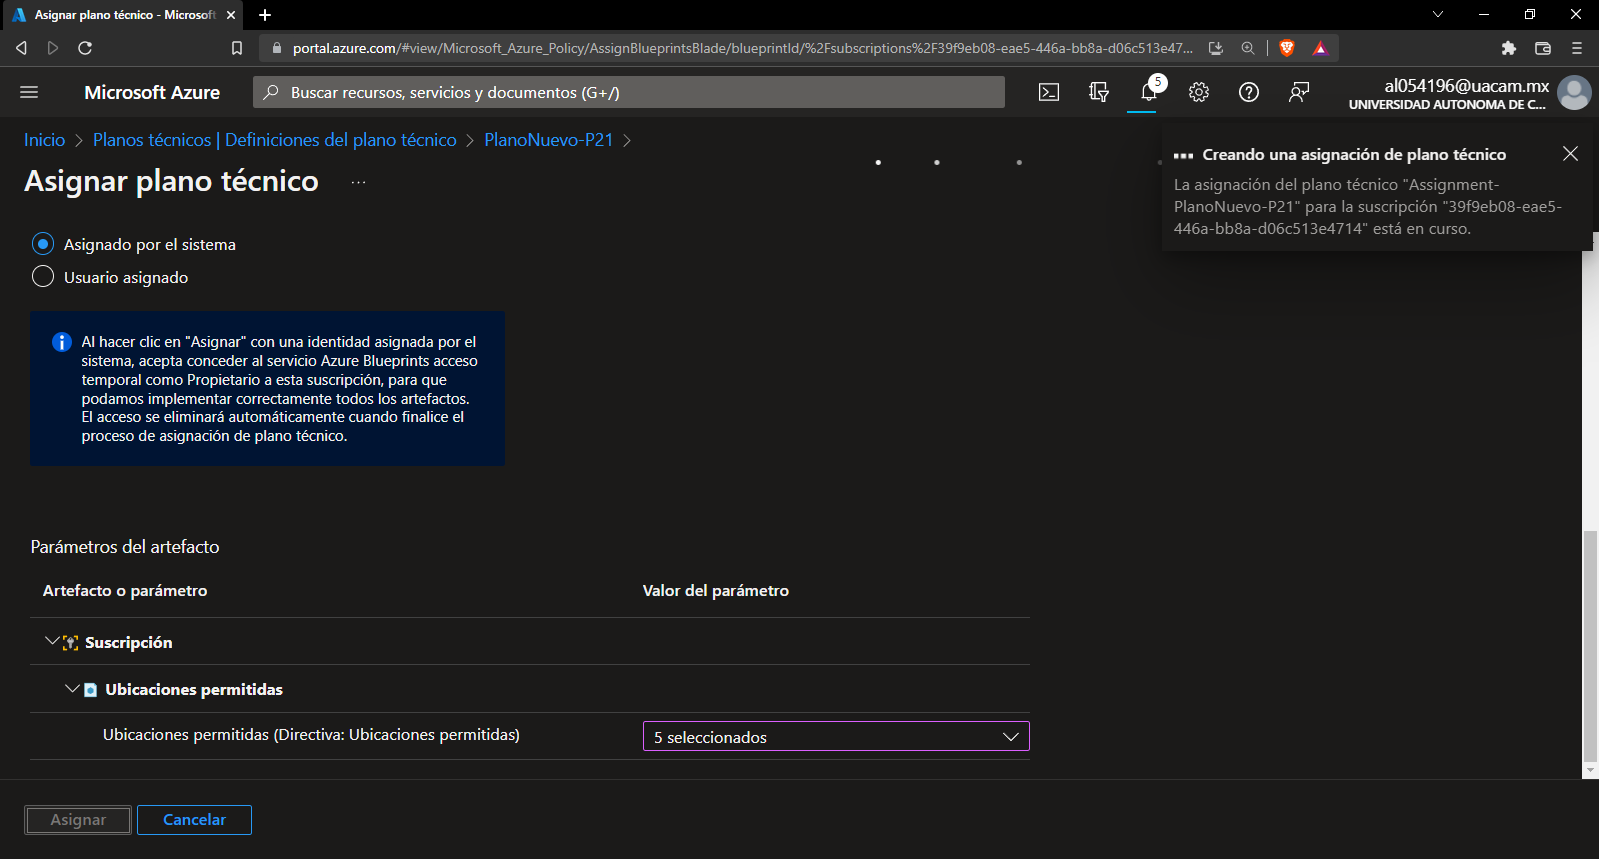 Asignar plano técnico - Microsoft
portal.azure.com/#view/Microsoft_Azure_Policy/AssignBlueprintsBlade/blueprintId/%2Fsubscriptions%2F39f9eb08-eae5-446a-bb8a-d06c513e47...
Microsoft Azure
Buscar recursos, servicios y documentos (G+/)
5
al054196@uacam.mx
UNIVERSIDAD AUTONOMA DE C...
Inicio > Planos técnicos | Definiciones del plano técnico > PlanoNuevo-P21 >
Asignar plano técnico ...
Creando una asignación de plano técnico
La asignación del plano técnico "Assignment-
PlanoNuevo-P21" para la suscripción "39f9eb08-eae5-
446a-bb8a-d06c513e4714" está en curso.
Asignado por el sistema
Usuario asignado
Al hacer clic en "Asignar" con una identidad asignada por el
sistema, acepta conceder al servicio Azure Blueprints acceso
temporal como Propietario a esta suscripción, para que
podamos implementar correctamente todos los artefactos.
El acceso se eliminará automáticamente cuando finalice el
proceso de asignación de plano técnico.
Parámetros del artefacto
Artefacto o parámetro
Valor del parámetro
Suscripción
Ubicaciones permitidas
Ubicaciones permitidas (Directiva: Ubicaciones permitidas)
5 seleccionados
Asignar
Cancelar